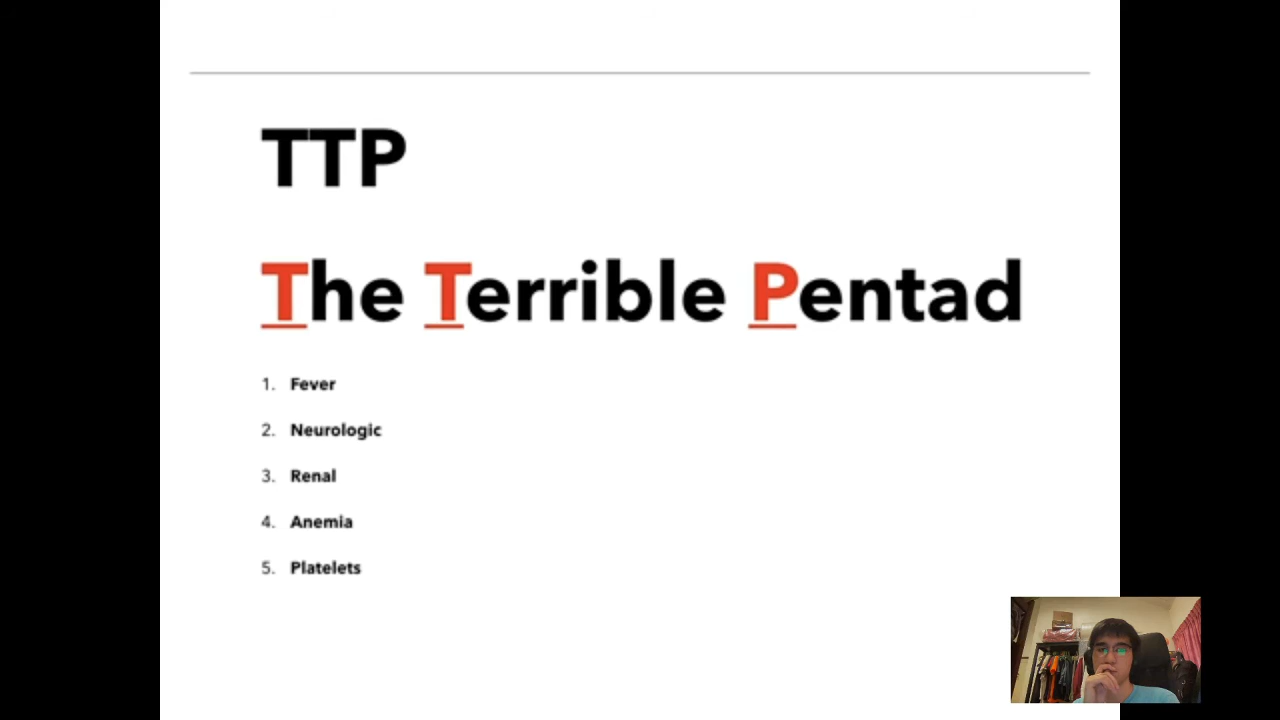 TTP
The Terrible Pentad
1. Fever
2. Neurologic
3. Renal
4. Anemia
5. Platelets